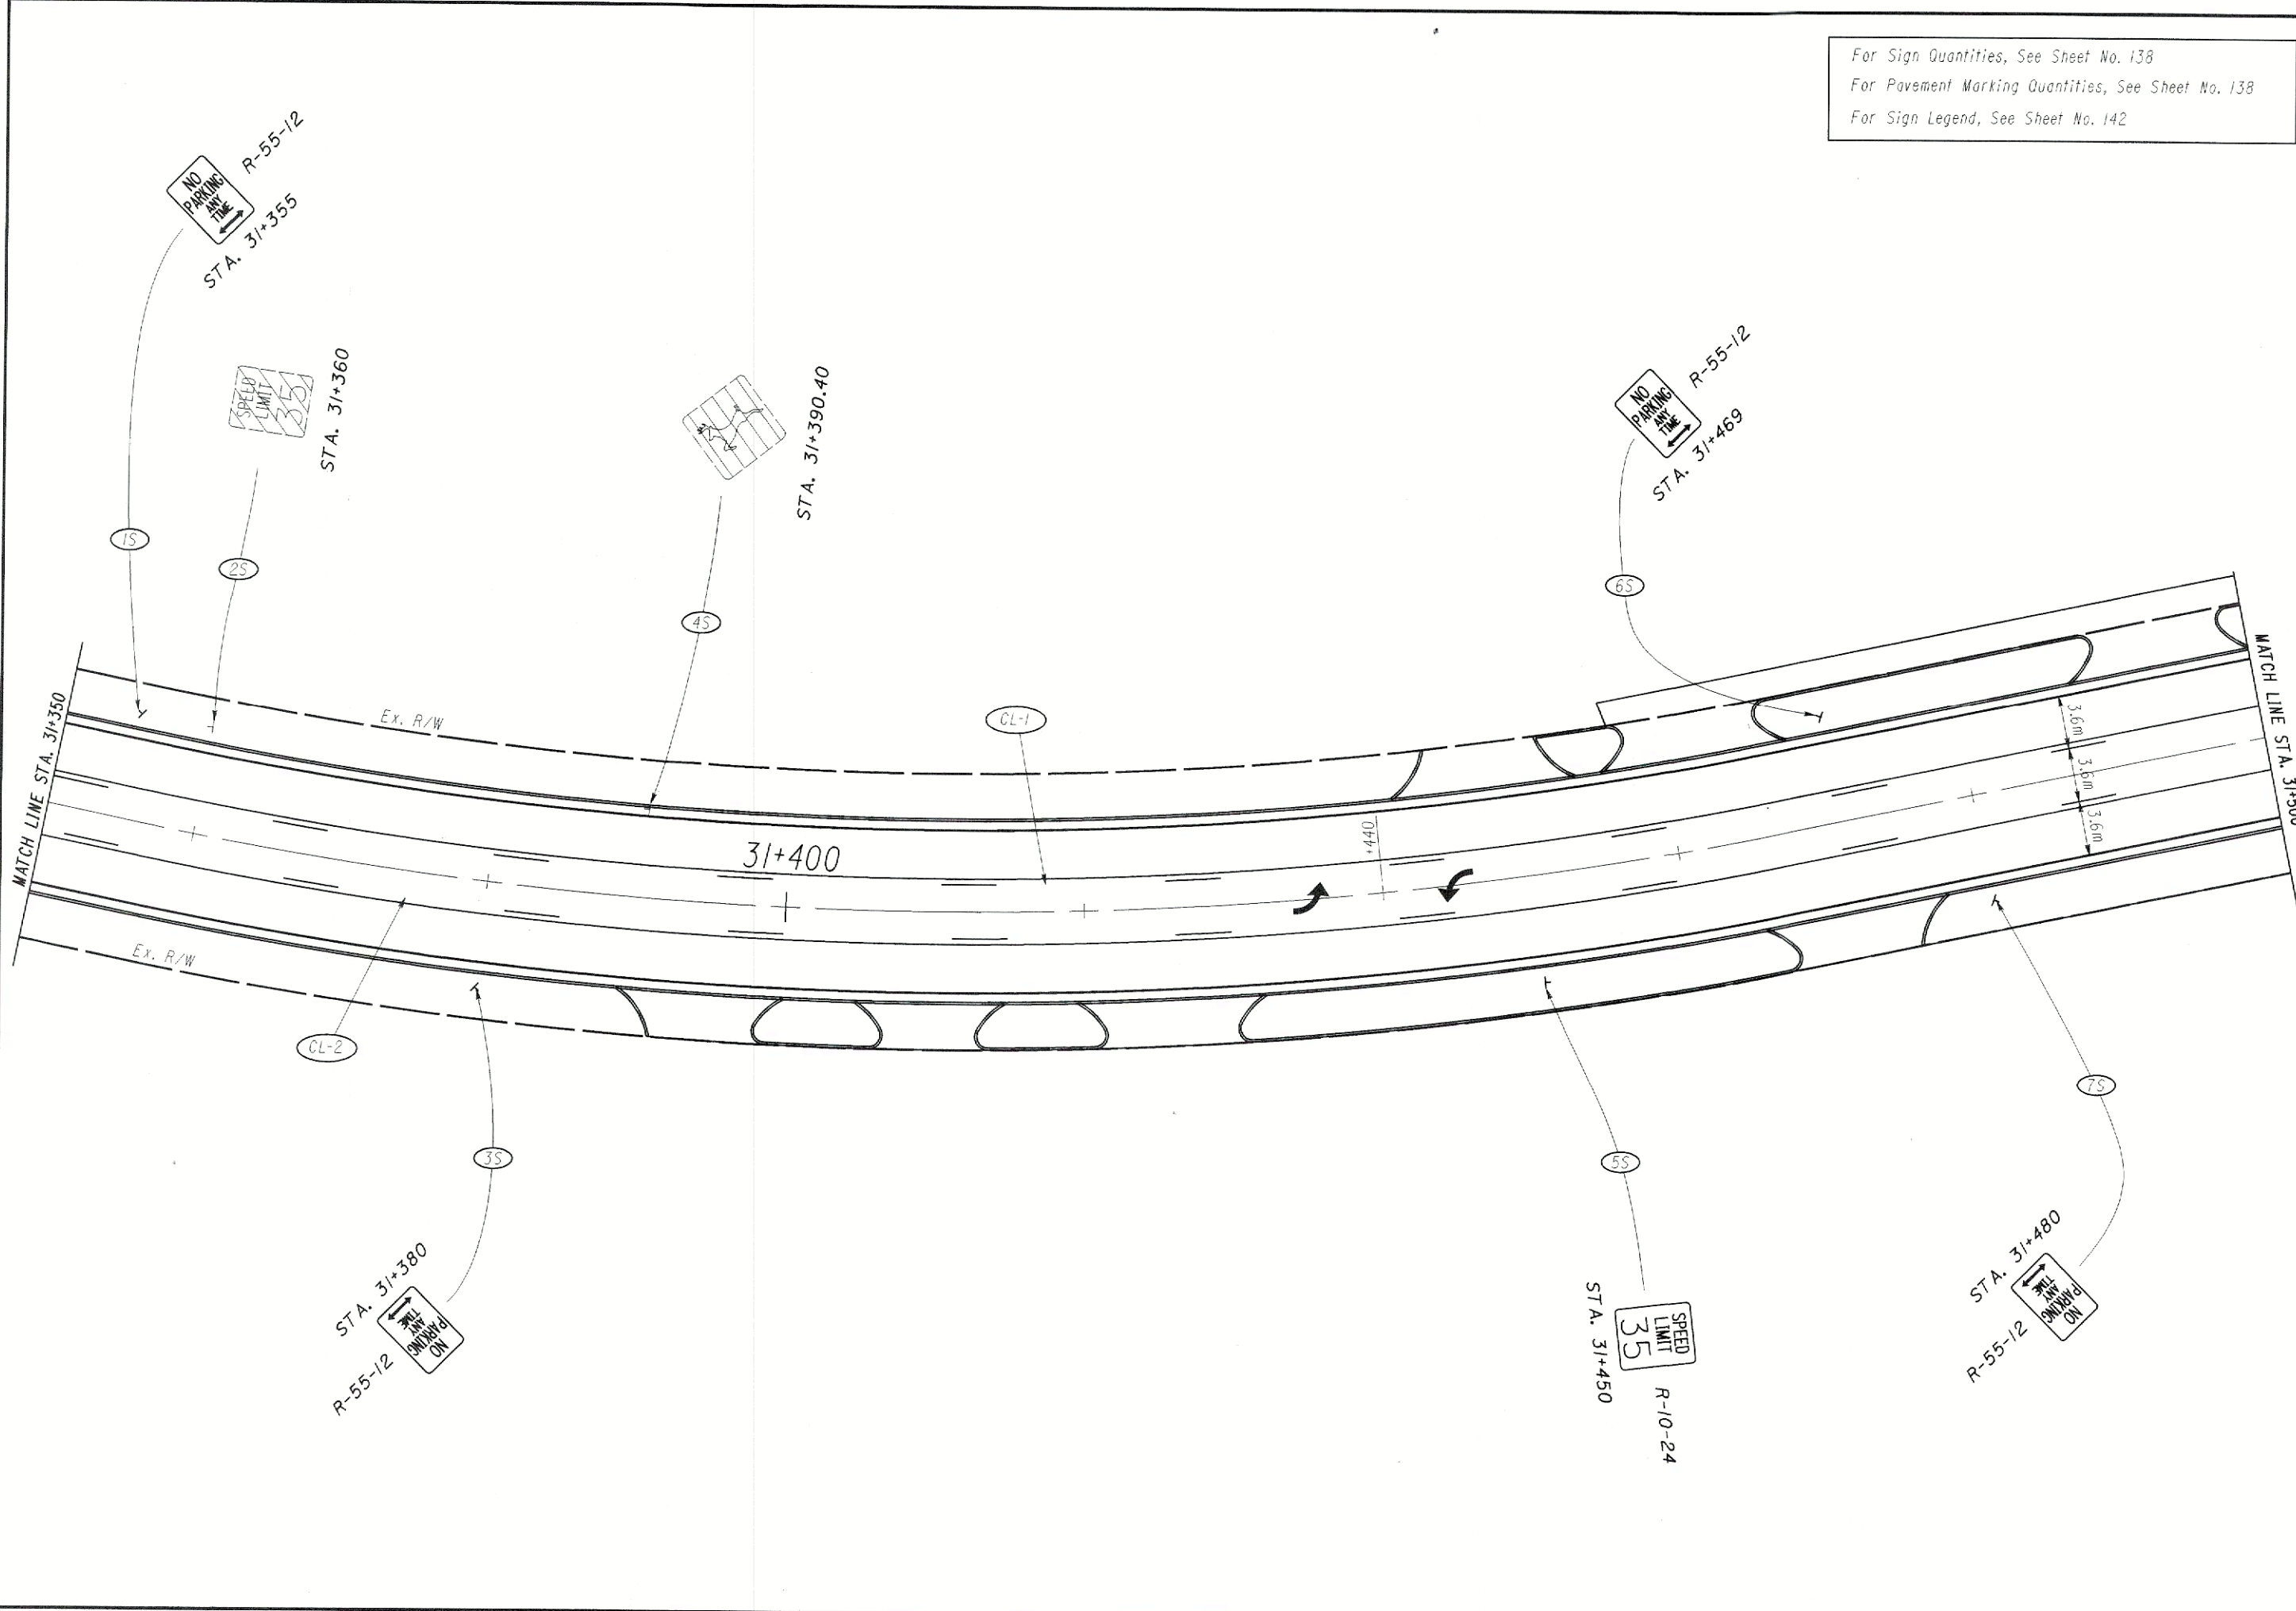 For Sign Quantities, See Sheet No. 138
For Pavement Marking Quantities, See Sheet No. 138
For Sign Legend, See Sheet No. 142
NO
PARKING
ANY
TIME
R-55-12
STA. 31+355
SPEED
LIMIT
35
STA. 31+360
STA. 31+390.40
NO
PARKING
ANY
TIME
R-55-12
STA. 31+469
1S
2S
4S
6S
MATCH LINE STA. 31+350
Ex. R/W
CL-1
MATCH LINE STA. 31+500
3.6m
3.6m
3.6m
31+400
+440
Ex. R/W
CL-2
3S
5S
7S
STA. 31+380
NO
PARKING
ANY
TIME
R-55-12
STA. 31+450
SPEED
LIMIT
35
R-10-24
STA. 31+480
NO
PARKING
ANY
TIME
R-55-12